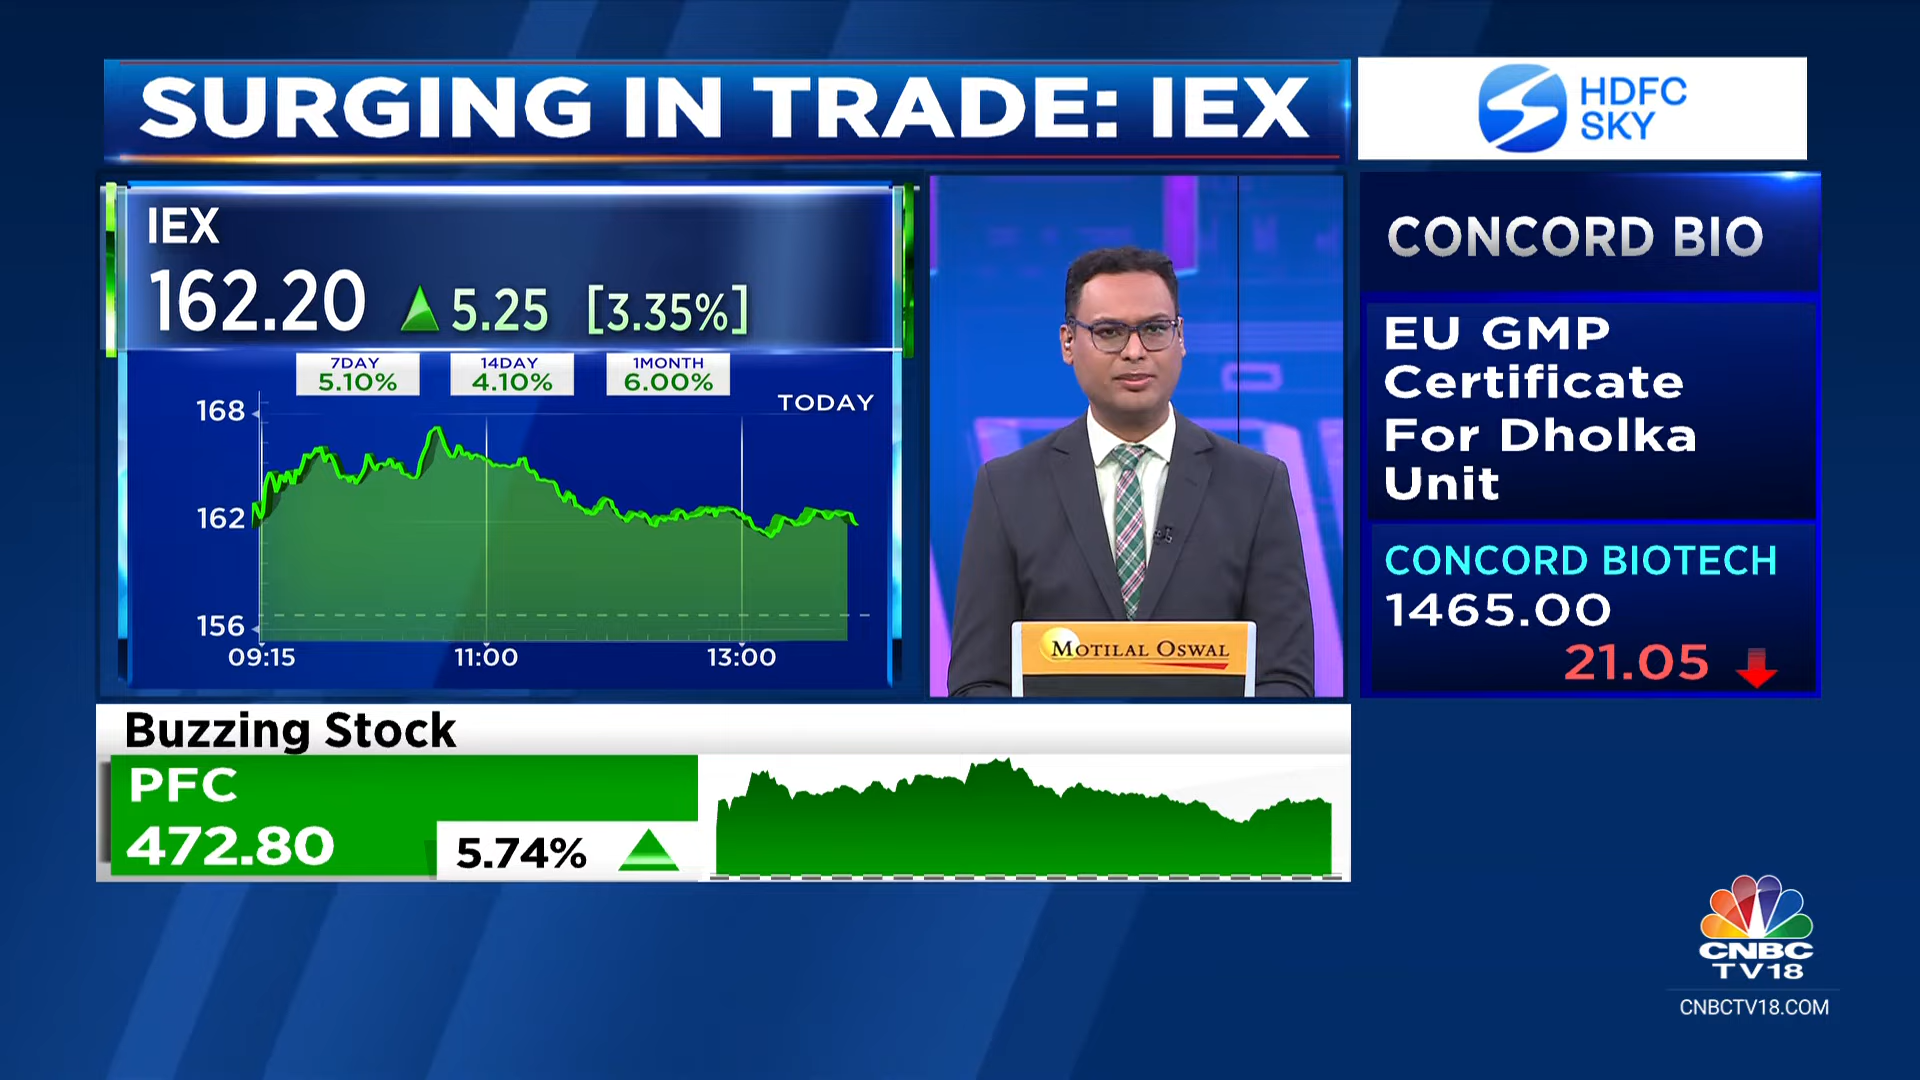 SURGING IN TRADE: IEX
HDFC
SKY
IEX
162.20 5.25 [3.35%]
7DAY
5.10%
14DAY
4.10%
1MONTH
6.00%
TODAY
168
162
156
09:15 11:00 13:00
MOTILAL OSWAL
CONCORD BIO
EU GMP
Certificate
For Dholka
Unit
CONCORD BIOTECH
1465.00
21.05
Buzzing Stock
PFC
472.80
5.74%
CNBC
TV18
CNBCTV18.COM